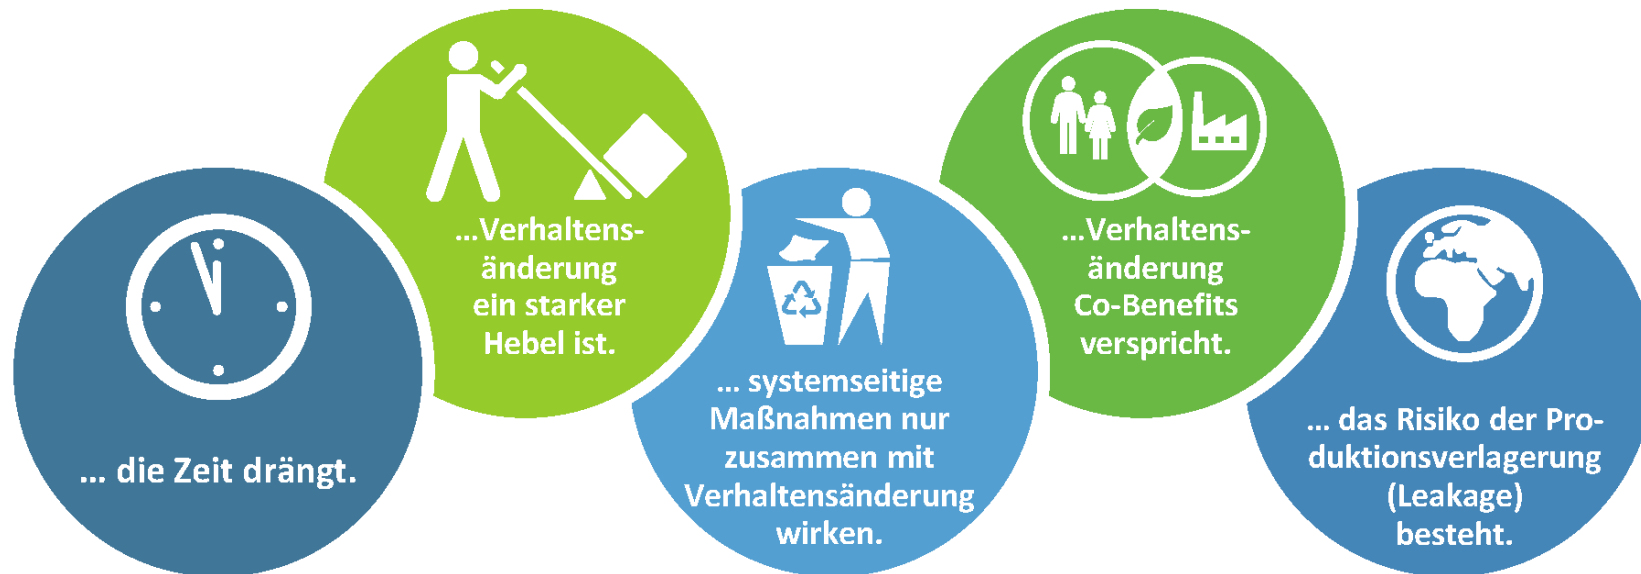 ... die Zeit drängt.
...Verhaltens-
änderung
ein starker
Hebel ist.
... systemseitige
Maßnahmen nur
zusammen mit
Verhaltensänderung
wirken.
...Verhaltens-
änderung
Co-Benefits
verspricht.
... das Risiko der Pro-
duktionsverlagerung
(Leakage)
besteht.